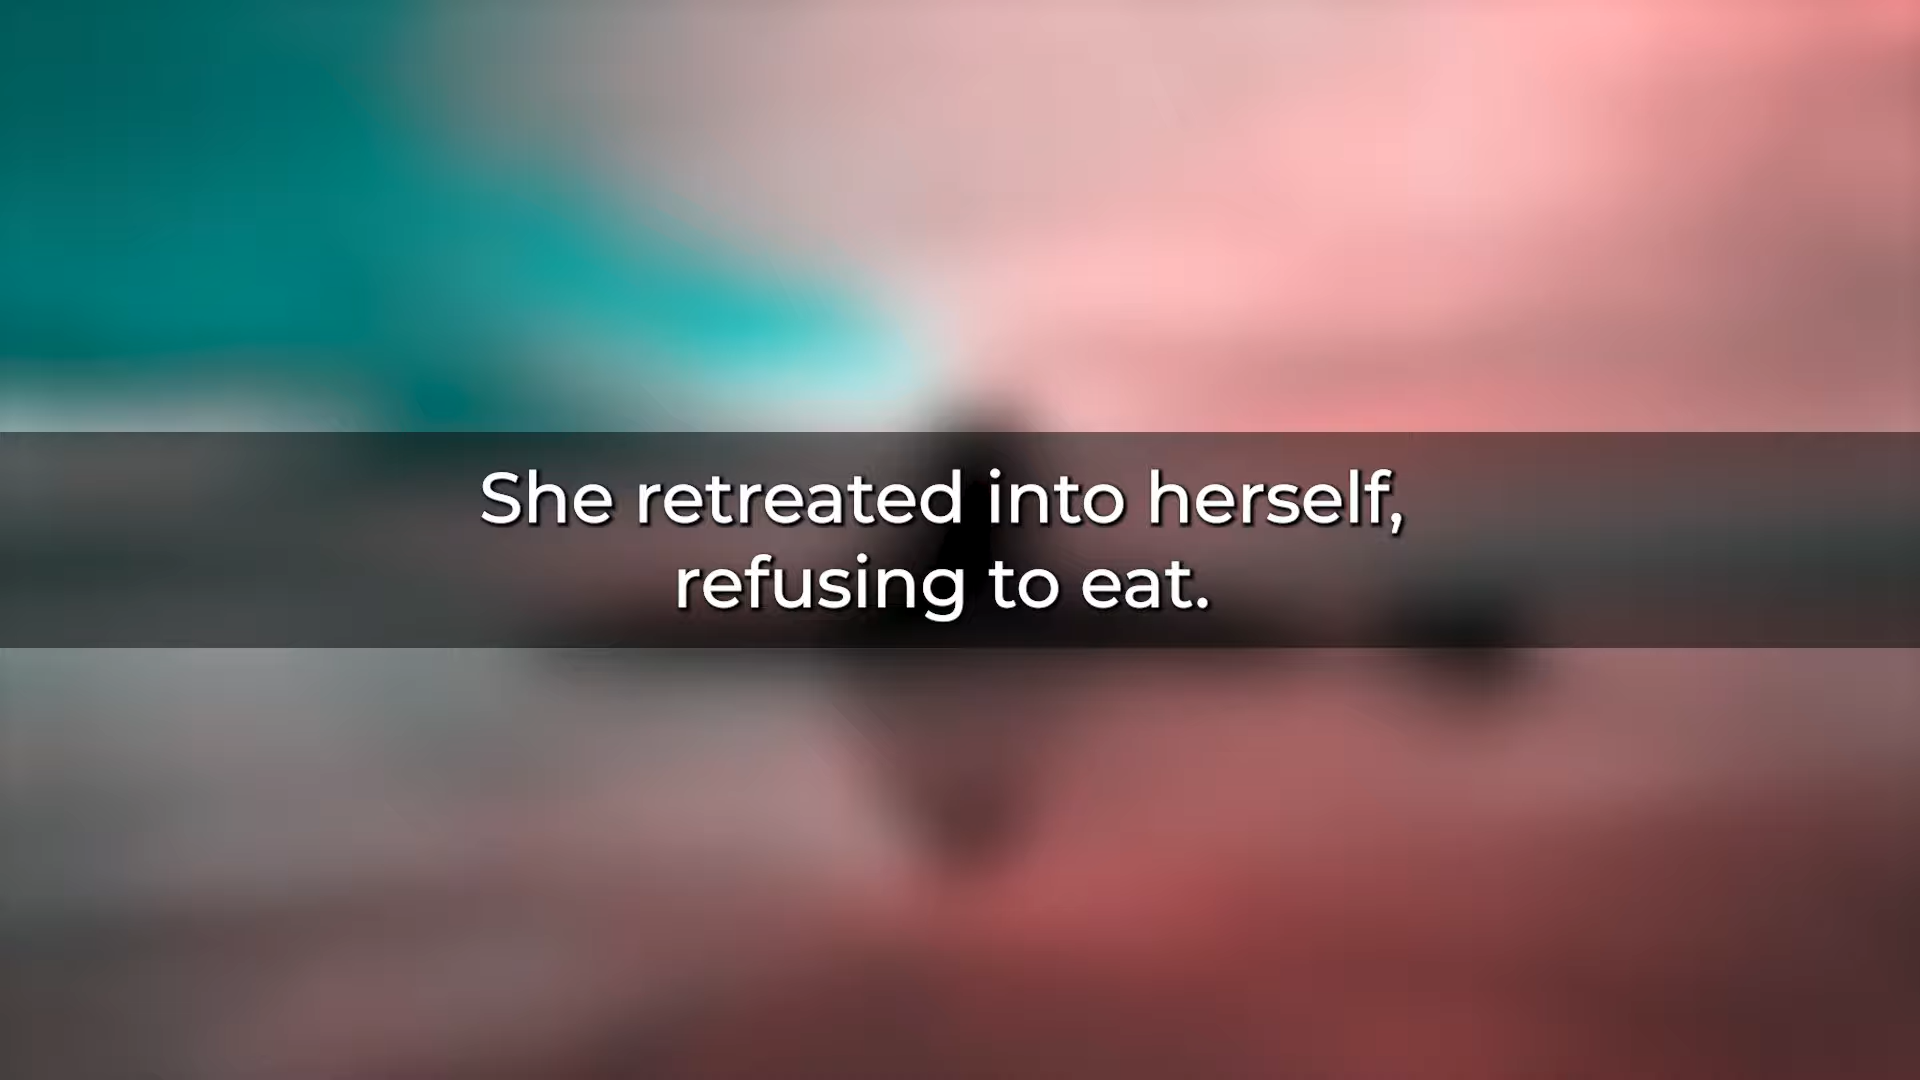 She retreated into herself,
refusing to eat.